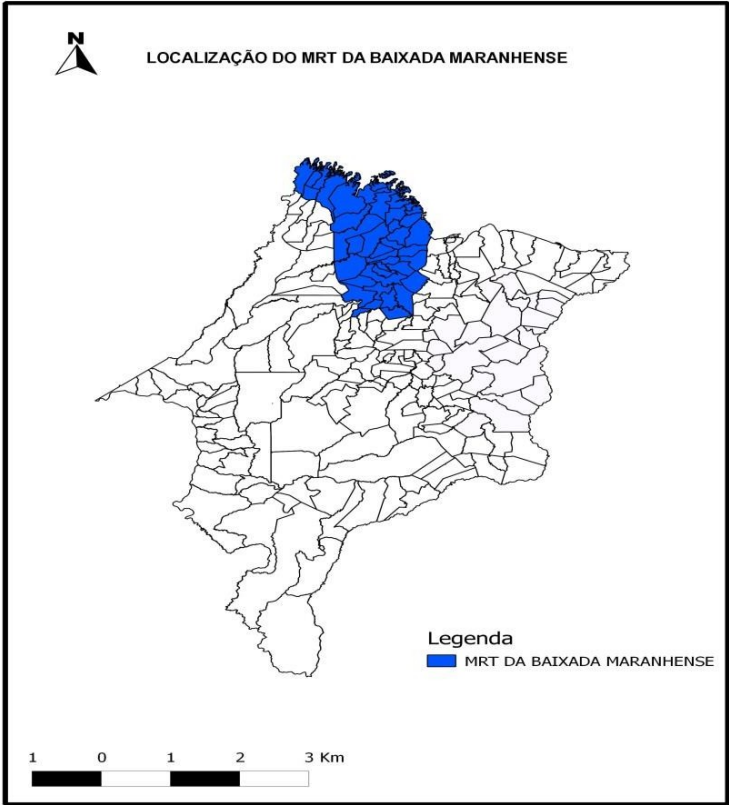 N
LOCALIZAÇÃO DO MRT DA BAIXADA MARANHENSE
Legenda
MRT DA BAIXADA MARANHENSE
1 0 1 2 3 Km